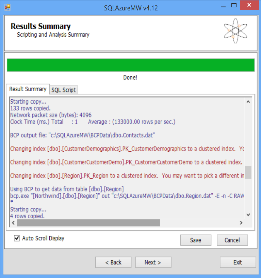 SQLAzureMW v4.12
Results Summary
Scripting and Analysis Summary
Done!
Result Summary
SQL Script
Starting copy...
133 rows copied.
Network packet size (bytes): 4096
Clock Time (ms.) Total : 1 Average : (133000.00 rows per sec.)
BCP output file: "c:\SQLAzureMW\BCPData\dbo.Contacts.dat"
Changing index [dbo].[CustomerDemographics].PK_CustomerDemographics to a clustered index. Y
Changing index [dbo].[CustomerCustomerDemo].PK_CustomerCustomerDemo to a clustered index.
Changing index [dbo].[Region].PK_Region to a clustered index. You may want to pick a different in
Using BCP to get data from table [dbo].[Region]
bcp.exe "[Northwind].[dbo].[Region]" out "c:\SQLAzureMW\BCPData\dbo.Region.dat" -E -n -C RAW
Starting copy...
4 rows copied.
Auto Scroll Display
Save
Cancel
< Back
Next >
Exit